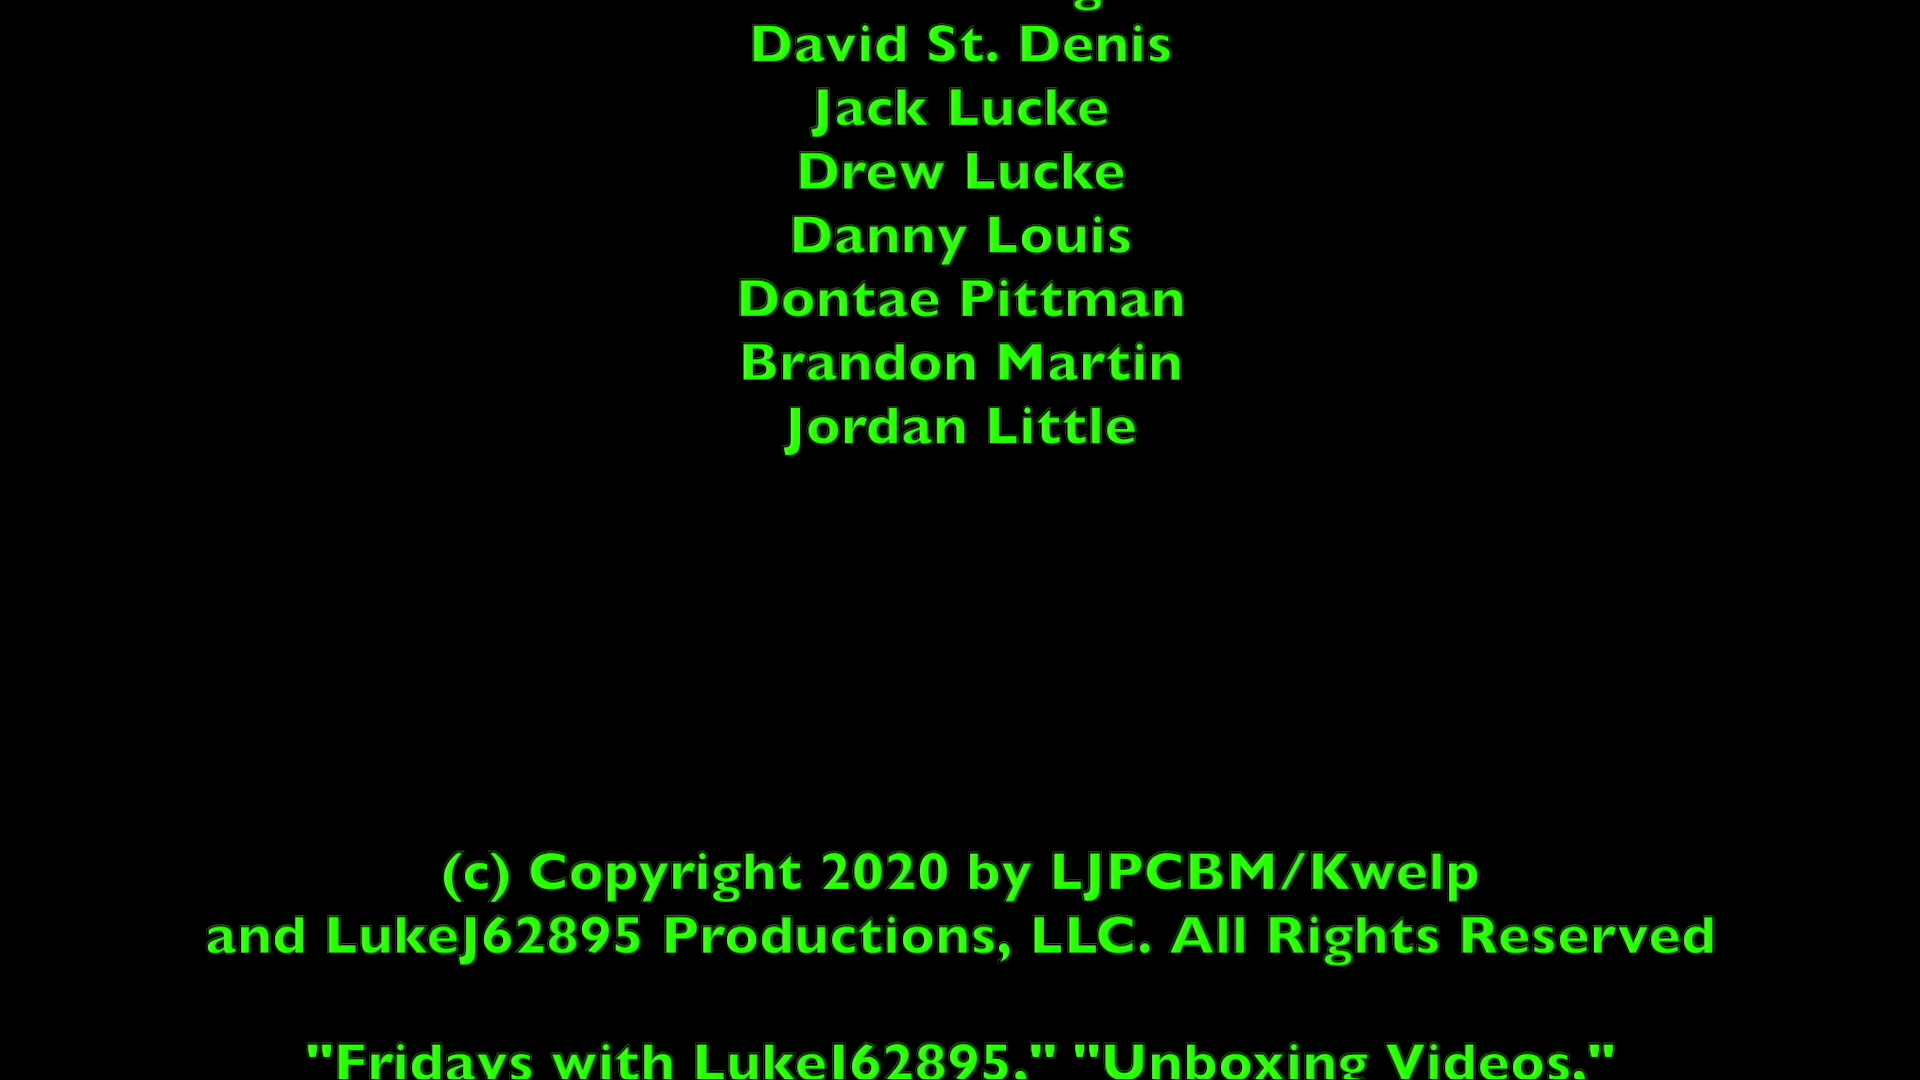 David St. Denis
Jack Lucke
Drew Lucke
Danny Louis
Dontae Pittman
Brandon Martin
Jordan Little
(c) Copyright 2020 by LJPCBM/Kwelp
and LukeJ62895 Productions, LLC. All Rights Reserved
"Fridays with LukeJ62895," "Unboxing Videos,"